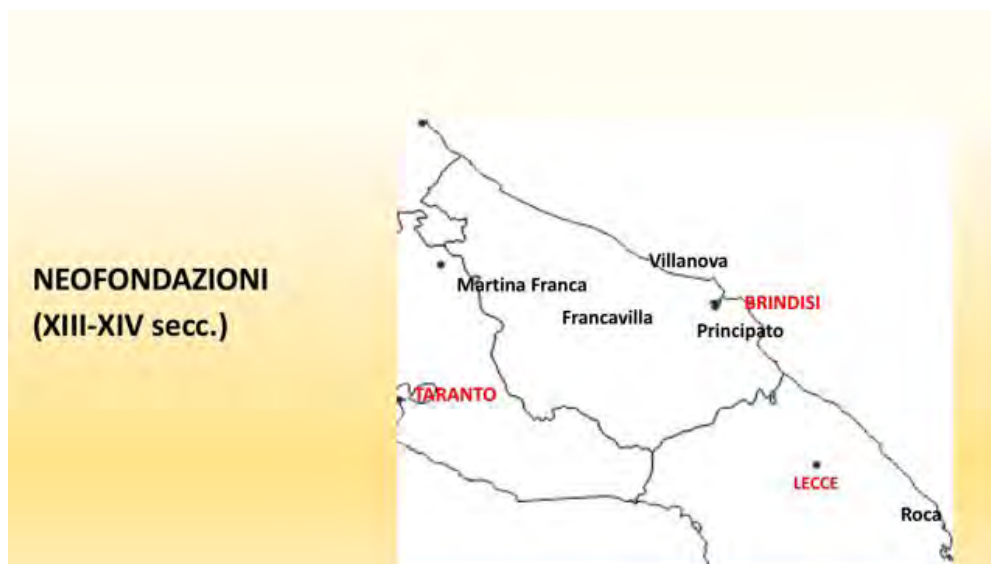 NEOFONDAZIONI
(XIII-XIV secc.)
Villanova
Martina Franca
BRINDISI
Francavilla
Principato
TARANTO
LECCE
Roca